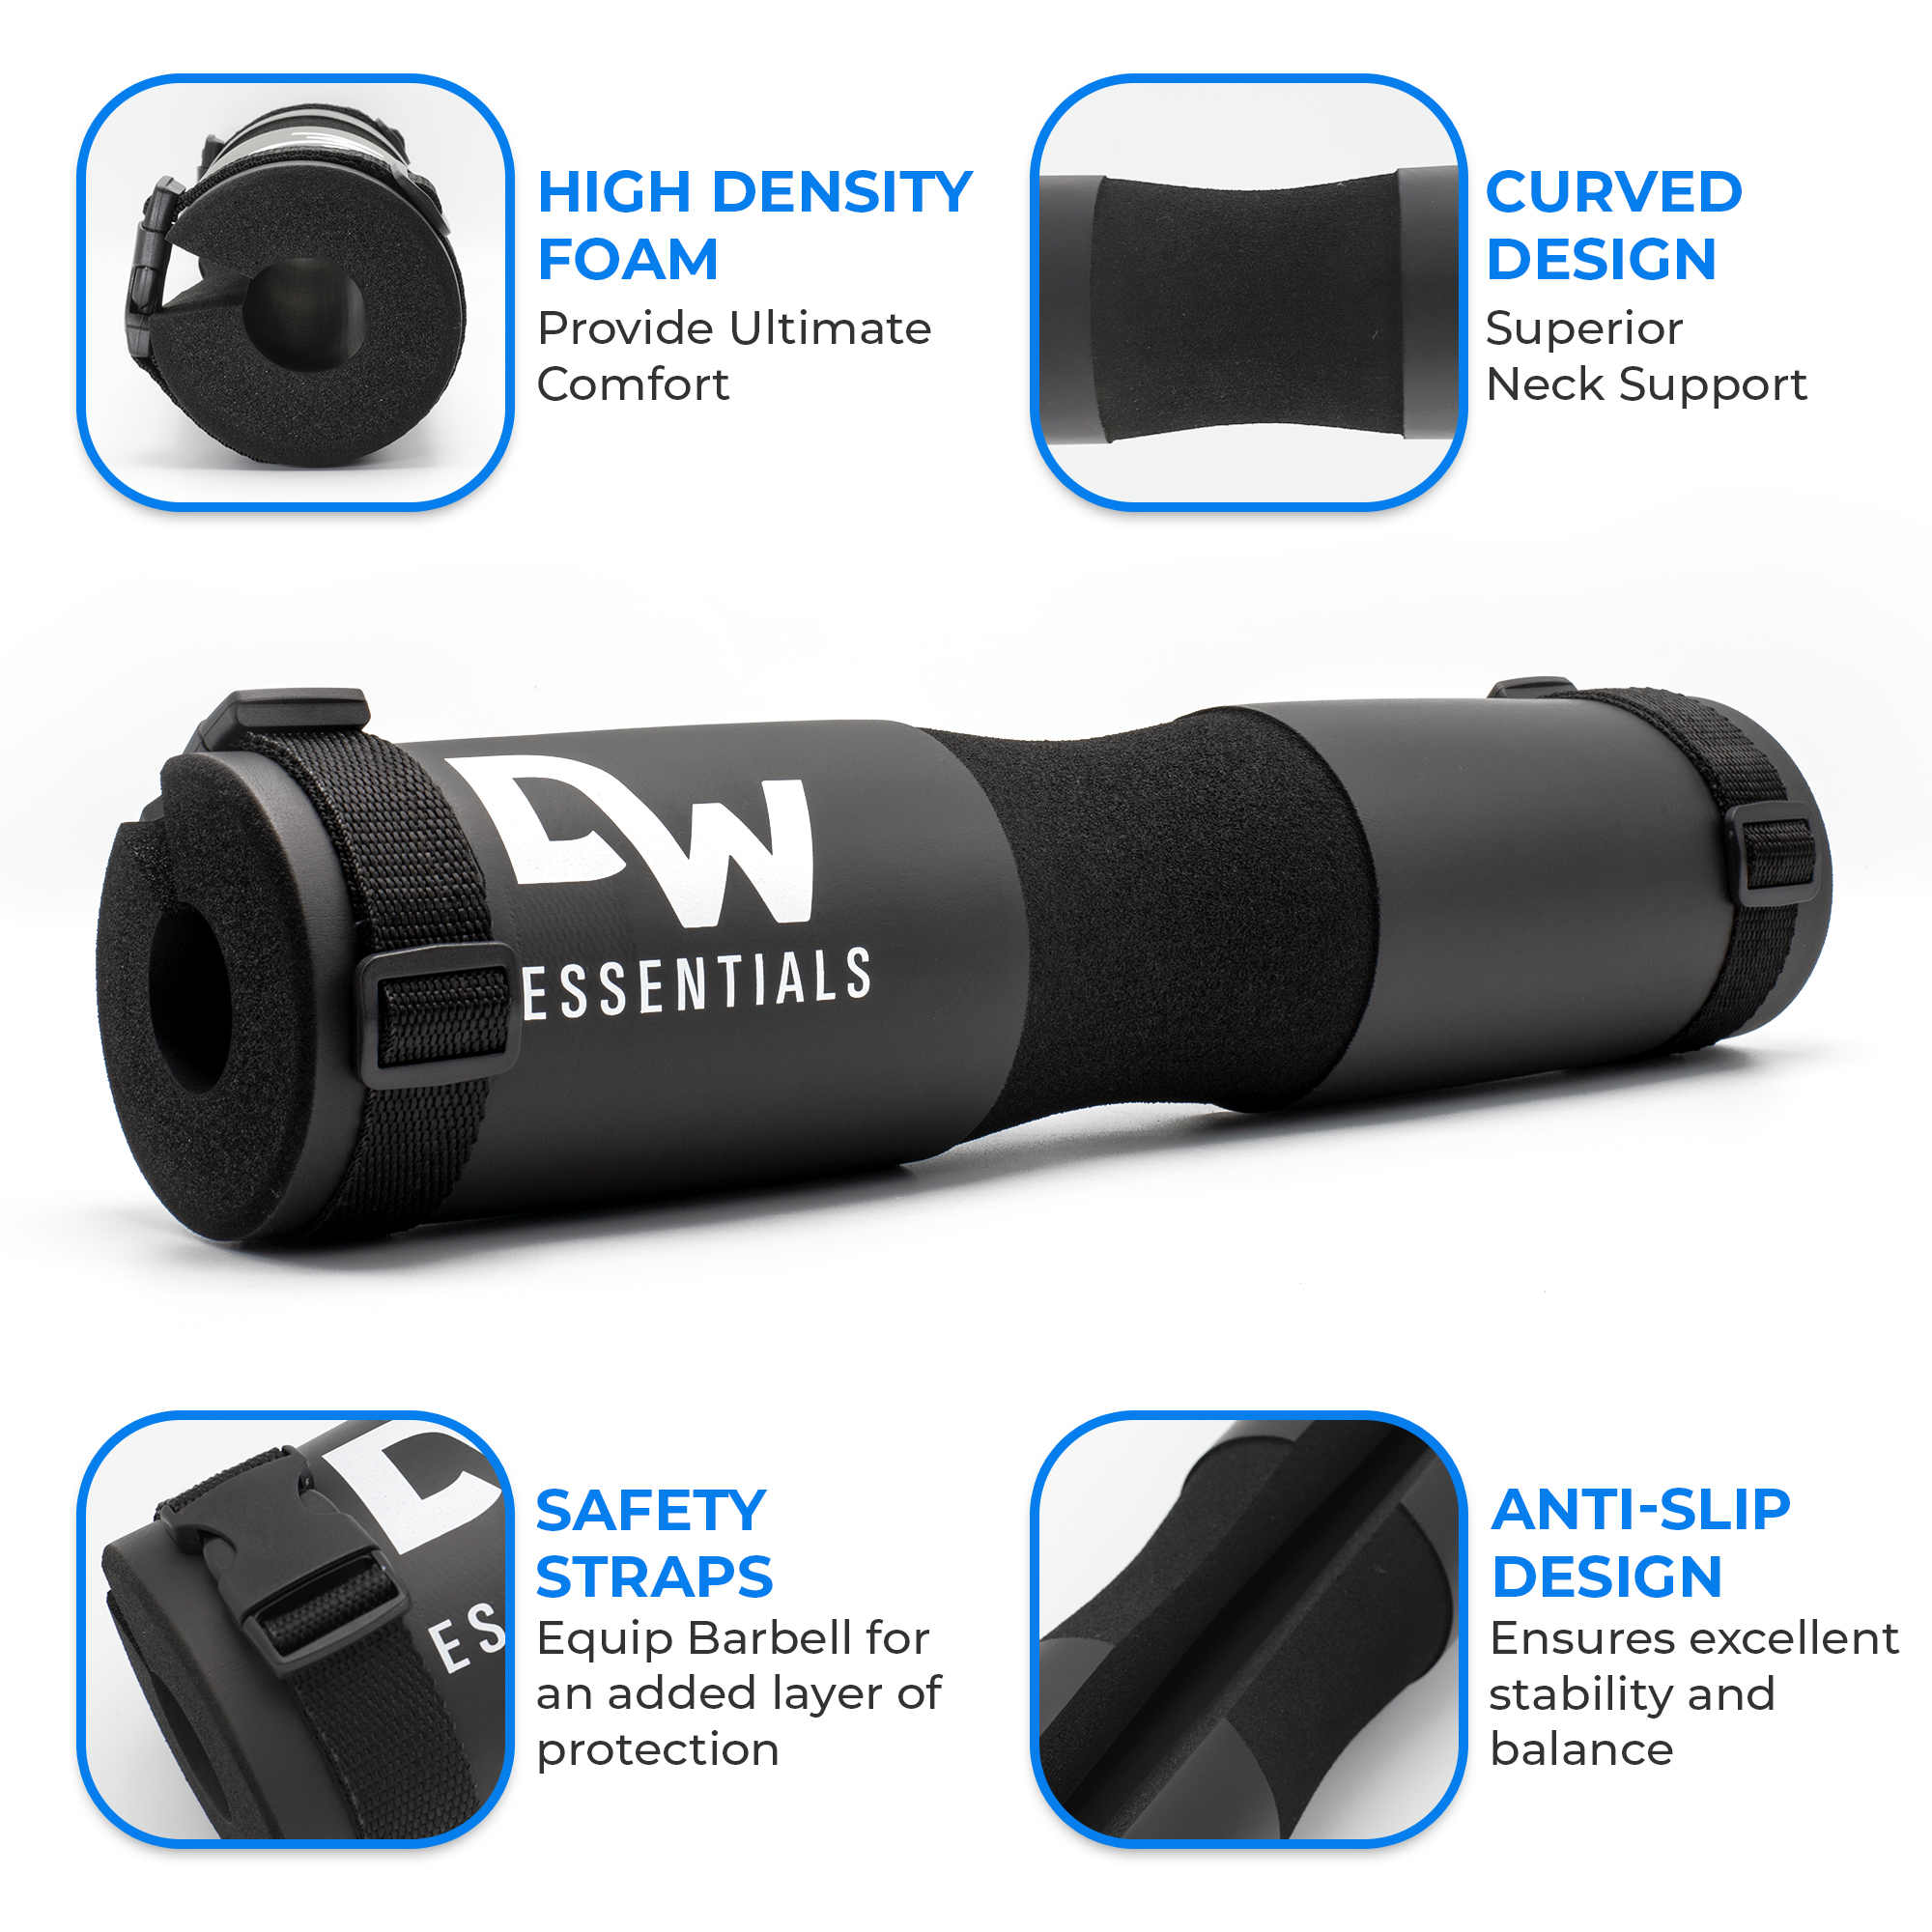 HIGH DENSITY
FOAM
Provide Ultimate
Comfort
CURVED
DESIGN
Superior
Neck Support
DW
ESSENTIALS
D
ES
SAFETY
STRAPS
Equip Barbell for
an added layer of
protection
ANTI-SLIP
DESIGN
Ensures excellent
stability and
balance